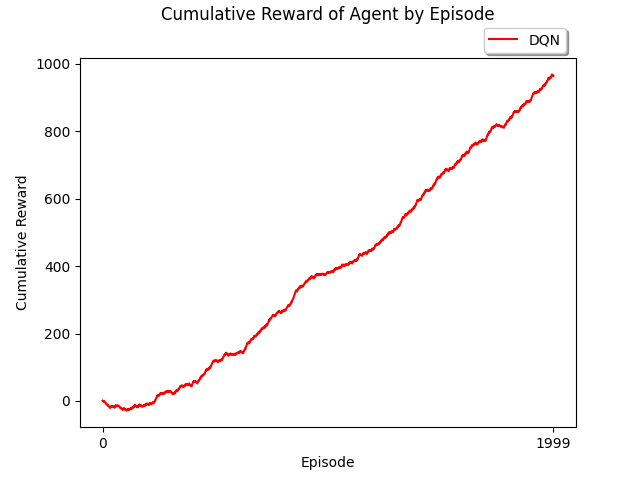 Cumulative Reward of Agent by Episode
DQN
1000
800
600
400
200
0
Cumulative Reward
0
1999
Episode